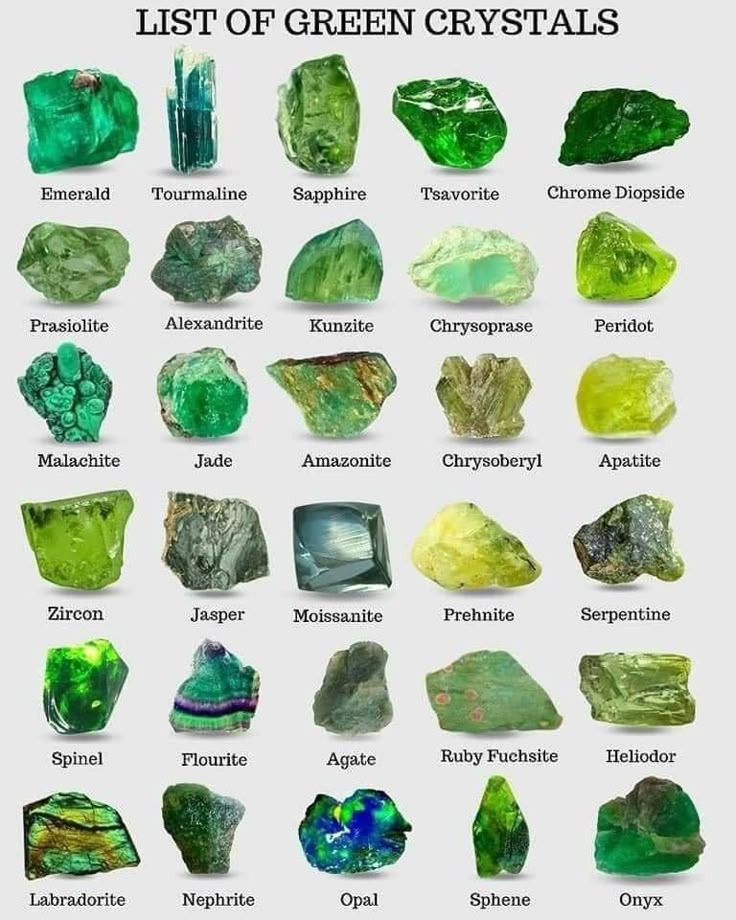 LIST OF GREEN CRYSTALS
Emerald Tourmaline Sapphire Tsavorite Chrome Diopside
Prasiolite Alexandrite Kunzite Chrysoprase Peridot
Malachite Jade Amazonite Chrysoberyl Apatite
Zircon Jasper Moissanite Prehnite Serpentine
Spinel Flourite Agate Ruby Fuchsite Heliodor
Labradorite Nephrite Opal Sphene Onyx